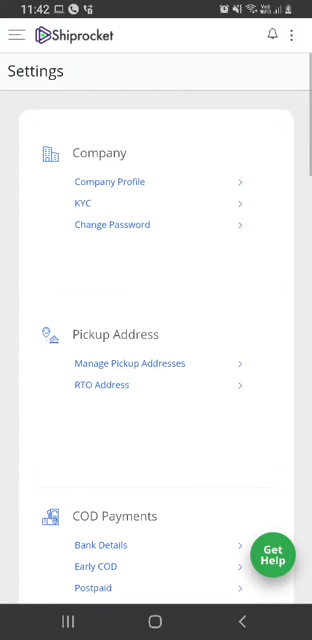 11:42
Shiprocket
Settings
Company
Company Profile
KYC
Change Password
Pickup Address
Manage Pickup Addresses
RTO Address
COD Payments
Bank Details
Early COD
Postpaid
Get
Help